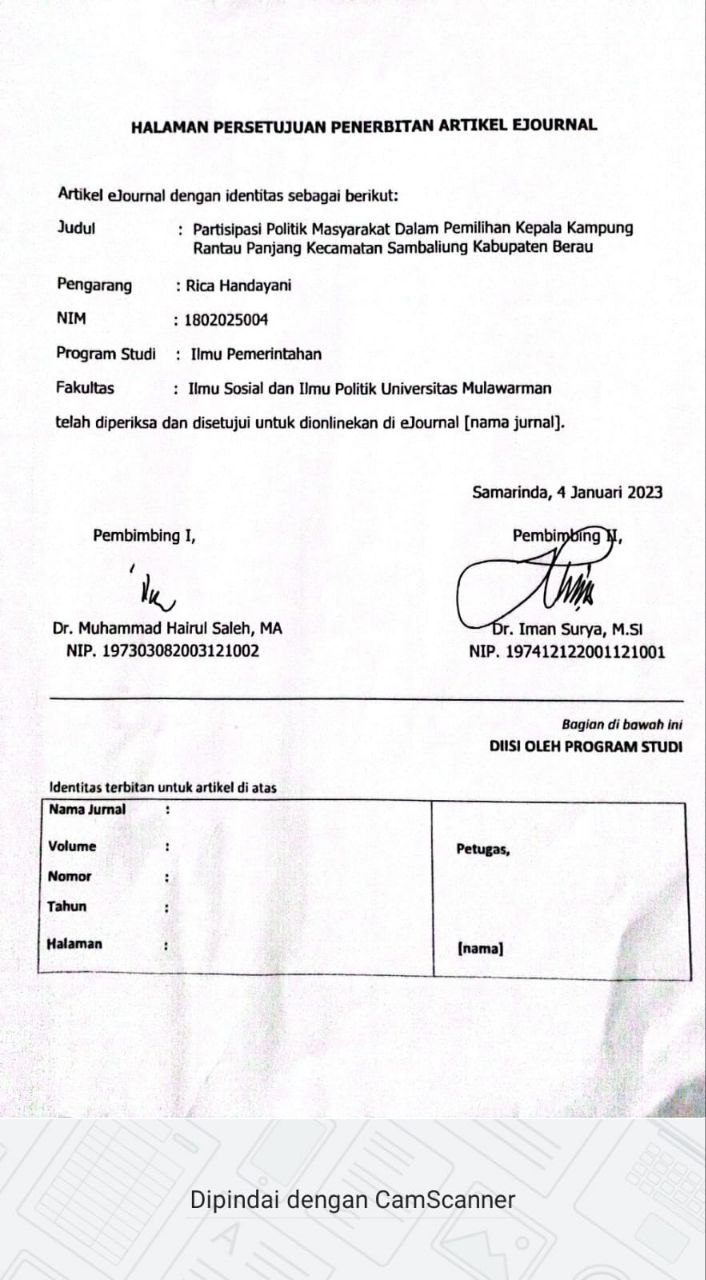 HALAMAN PERSETUJUAN PENERBITAN ARTIKEL EJOURNAL
Artikel eJournal dengan identitas sebagai berikut:
Judul : Partisipasi Politik Masyarakat Dalam Pemilihan Kepala Kampung
Rantau Panjang Kecamatan Sambaliung Kabupaten Berau
Pengarang : Rica Handayani
NIM : 1802025004
Program Studi : Ilmu Pemerintahan
Fakultas : Ilmu Sosial dan Ilmu Politik Universitas Mulawarman
telah diperiksa dan disetujui untuk dionlinekan di eJournal [nama jurnal].
Samarinda, 4 Januari 2023
Pembimbing I, Pembimbing II,
Dr. Muhammad Hairul Saleh, MA Dr. Iman Surya, M.SI
NIP. 197303082003121002 NIP. 197412122001121001
Bagian di bawah ini
DIISI OLEH PROGRAM STUDI
Identitas terbitan untuk artikel di atas
Nama Jurnal :
Volume : Petugas,
Nomor :
Tahun :
Halaman : [nama]
Dipindai dengan CamScanner